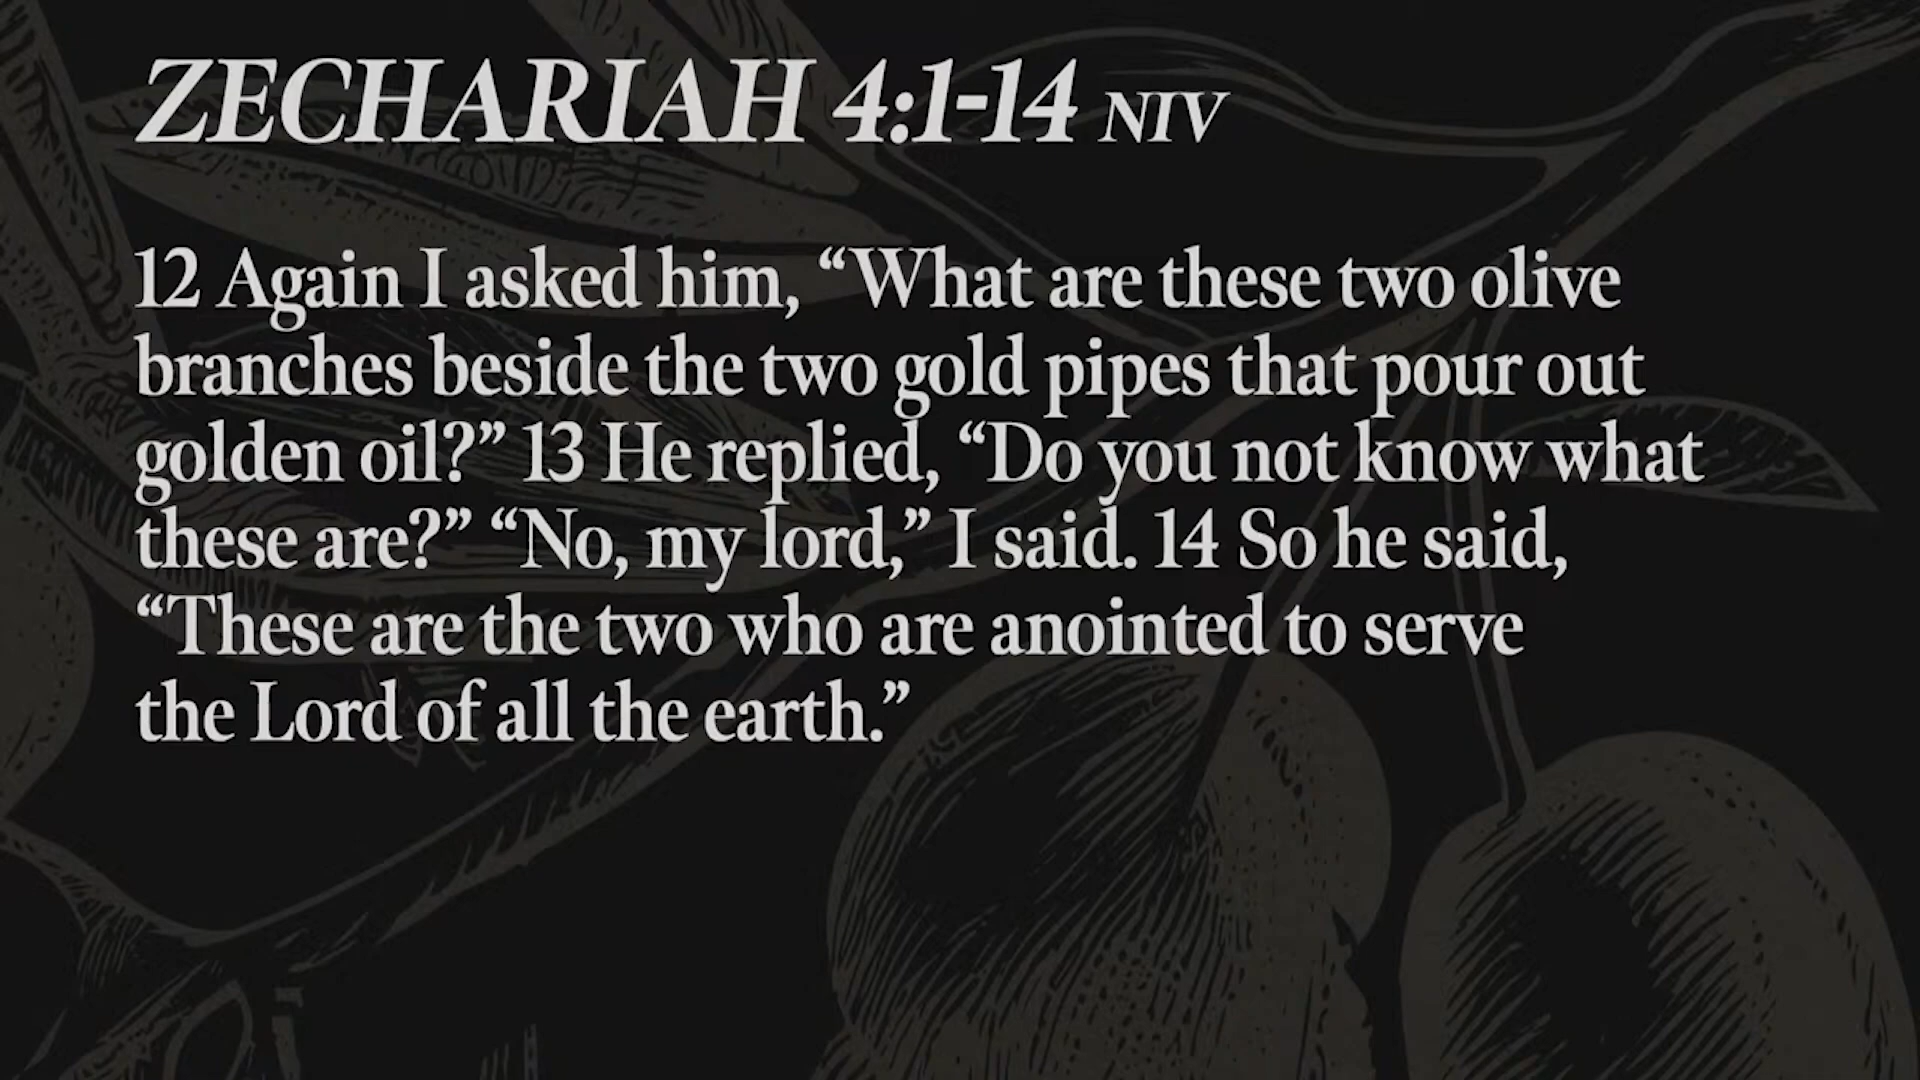 ZECHARIAH 4:1-14 NIV
12 Again I asked him, “What are these two olive
branches beside the two gold pipes that pour out
golden oil?” 13 He replied, “Do you not know what
these are?” “No, my lord,” I said. 14 So he said,
“These are the two who are anointed to serve
the Lord of all the earth.”